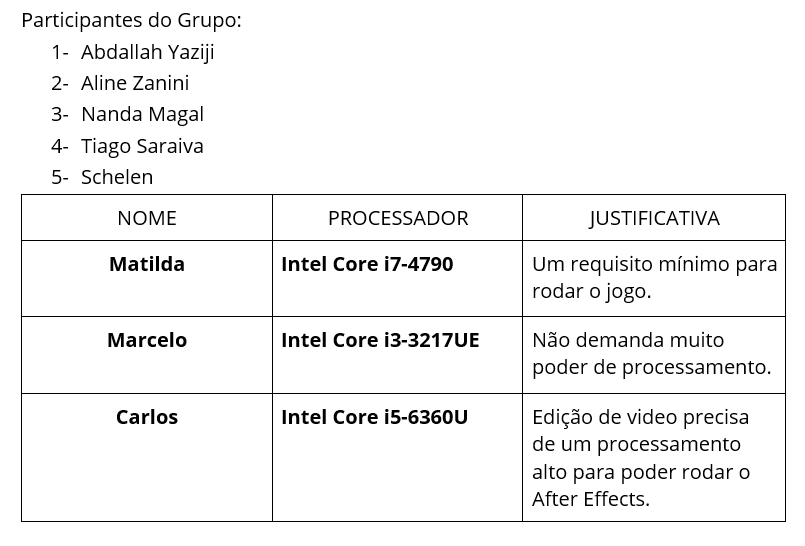 Participantes do Grupo:
1- Abdallah Yaziji
2- Aline Zanini
3- Nanda Magal
4- Tiago Saraiva
5- Schelen
NOME PROCESSADOR JUSTIFICATIVA
Matilda Intel Core i7-4790 Um requisito mínimo para
rodar o jogo.
Marcelo Intel Core i3-3217UE Não demanda muito
poder de processamento.
Carlos Intel Core i5-6360U Edição de video precisa
de um processamento
alto para poder rodar o
After Effects.